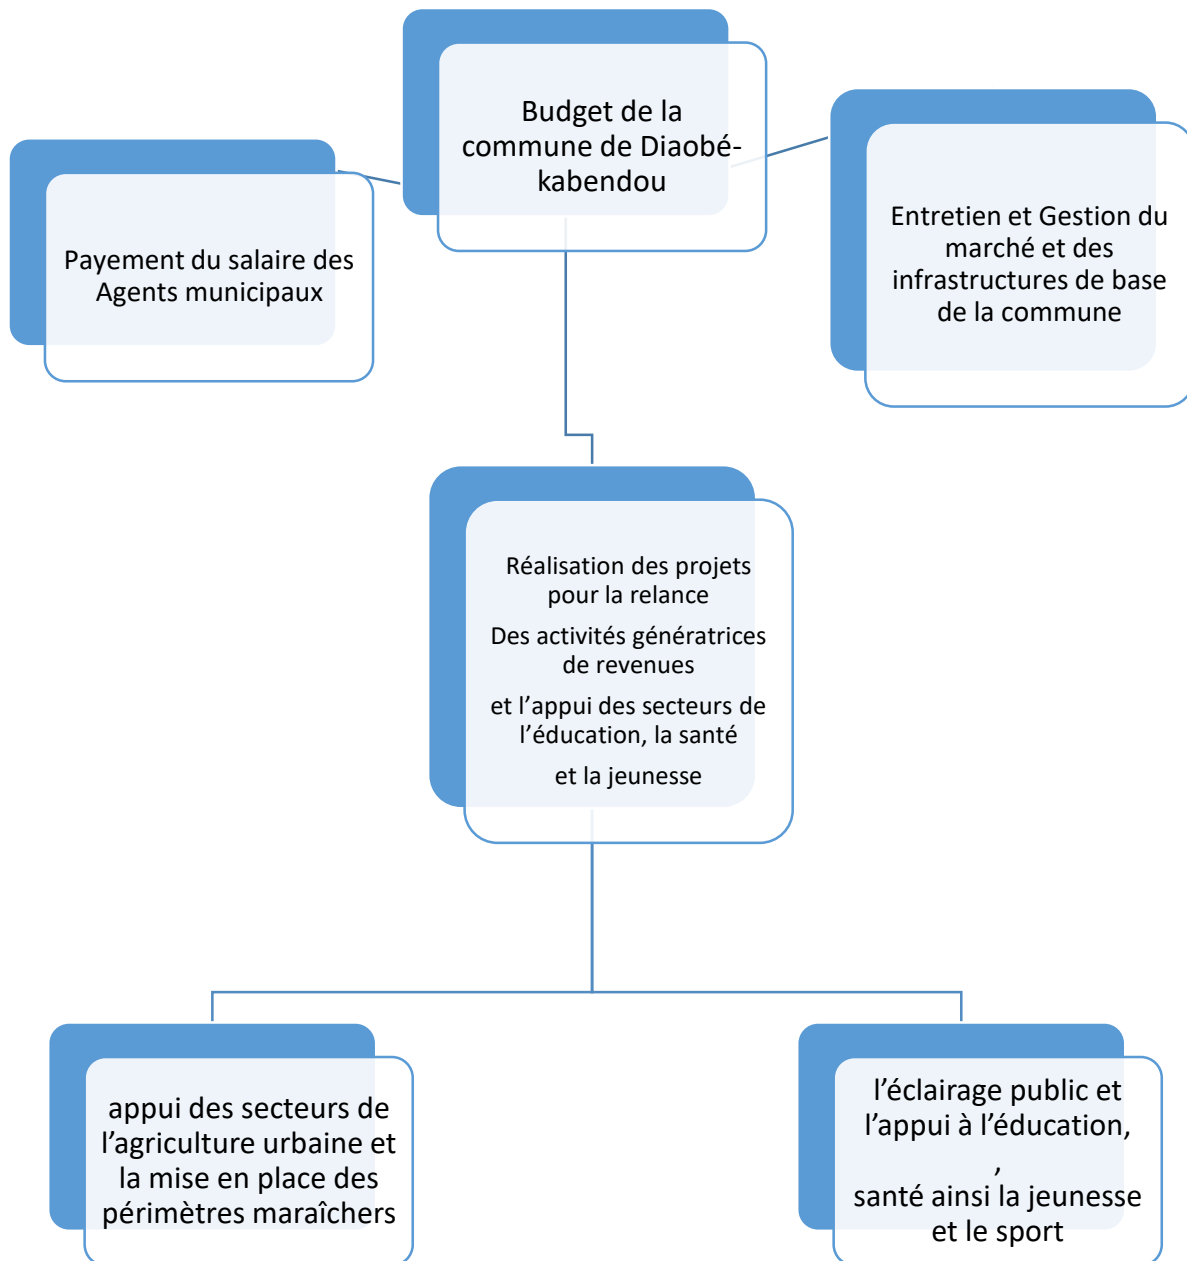 Budget de la
commune de Diaobé-
kabendou
Payement du salaire des
Agents municipaux
Entretien et Gestion du
marché et des
infrastructures de base
de la commune
Réalisation des projets
pour la relance
Des activités génératrices
de revenues
et l’appui des secteurs de
l’éducation, la santé
et la jeunesse
appui des secteurs de
l’agriculture urbaine et
la mise en place des
périmètres maraîchers
l’éclairage public et
l’appui à l’éducation,
,
santé ainsi la jeunesse
et le sport